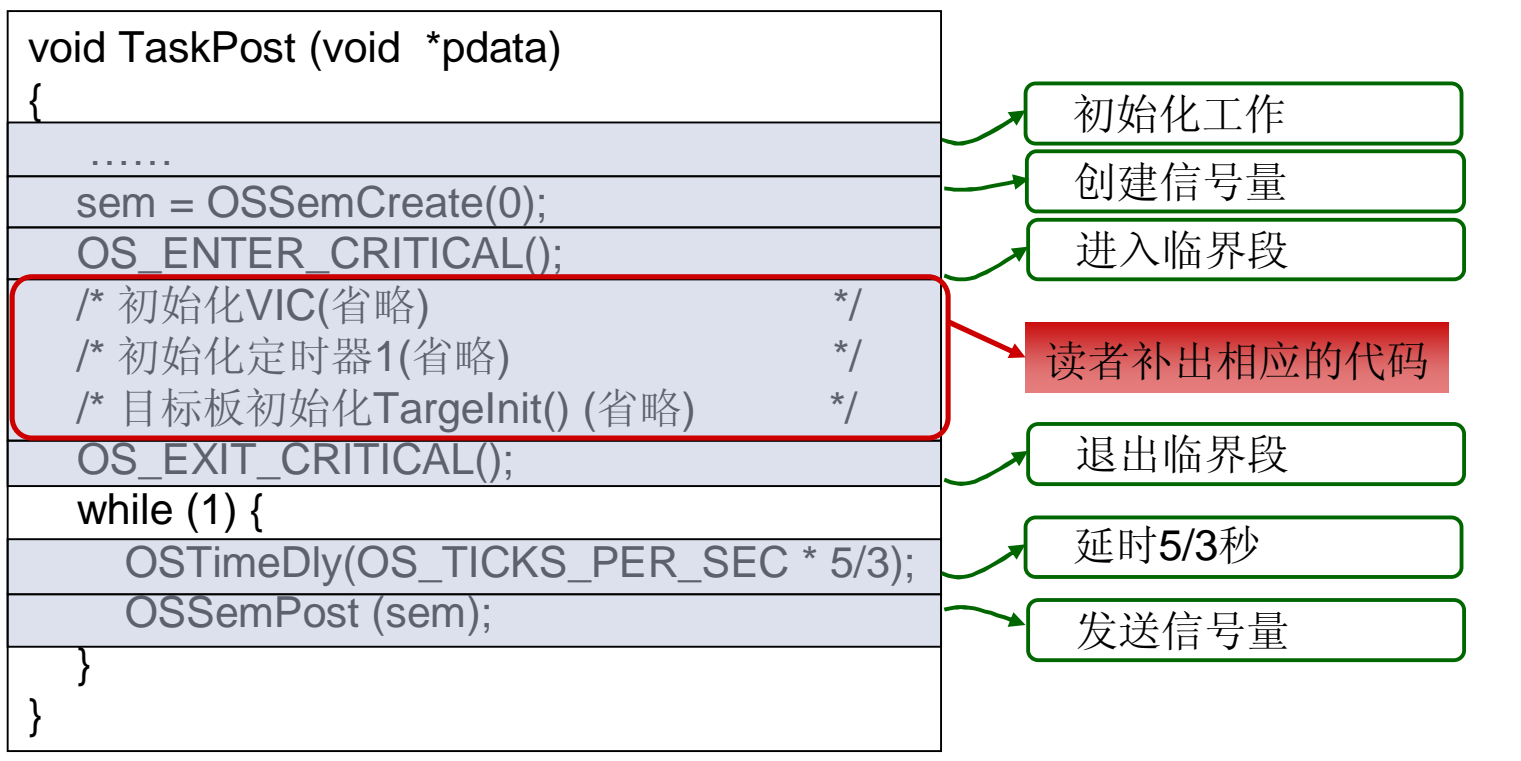 void TaskPost (void *pdata)
{
……
sem = OSSemCreate(0);
OS_ENTER_CRITICAL();
/* 初始化VIC(省略) */
/* 初始化定时器1(省略) */
/* 目标板初始化TargeInit() (省略) */
OS_EXIT_CRITICAL();
while (1) {
OSTimeDly(OS_TICKS_PER_SEC * 5/3);
OSSemPost (sem);
}
}
初始化工作
创建信号量
进入临界段
读者补出相应的代码
退出临界段
延时5/3秒
发送信号量